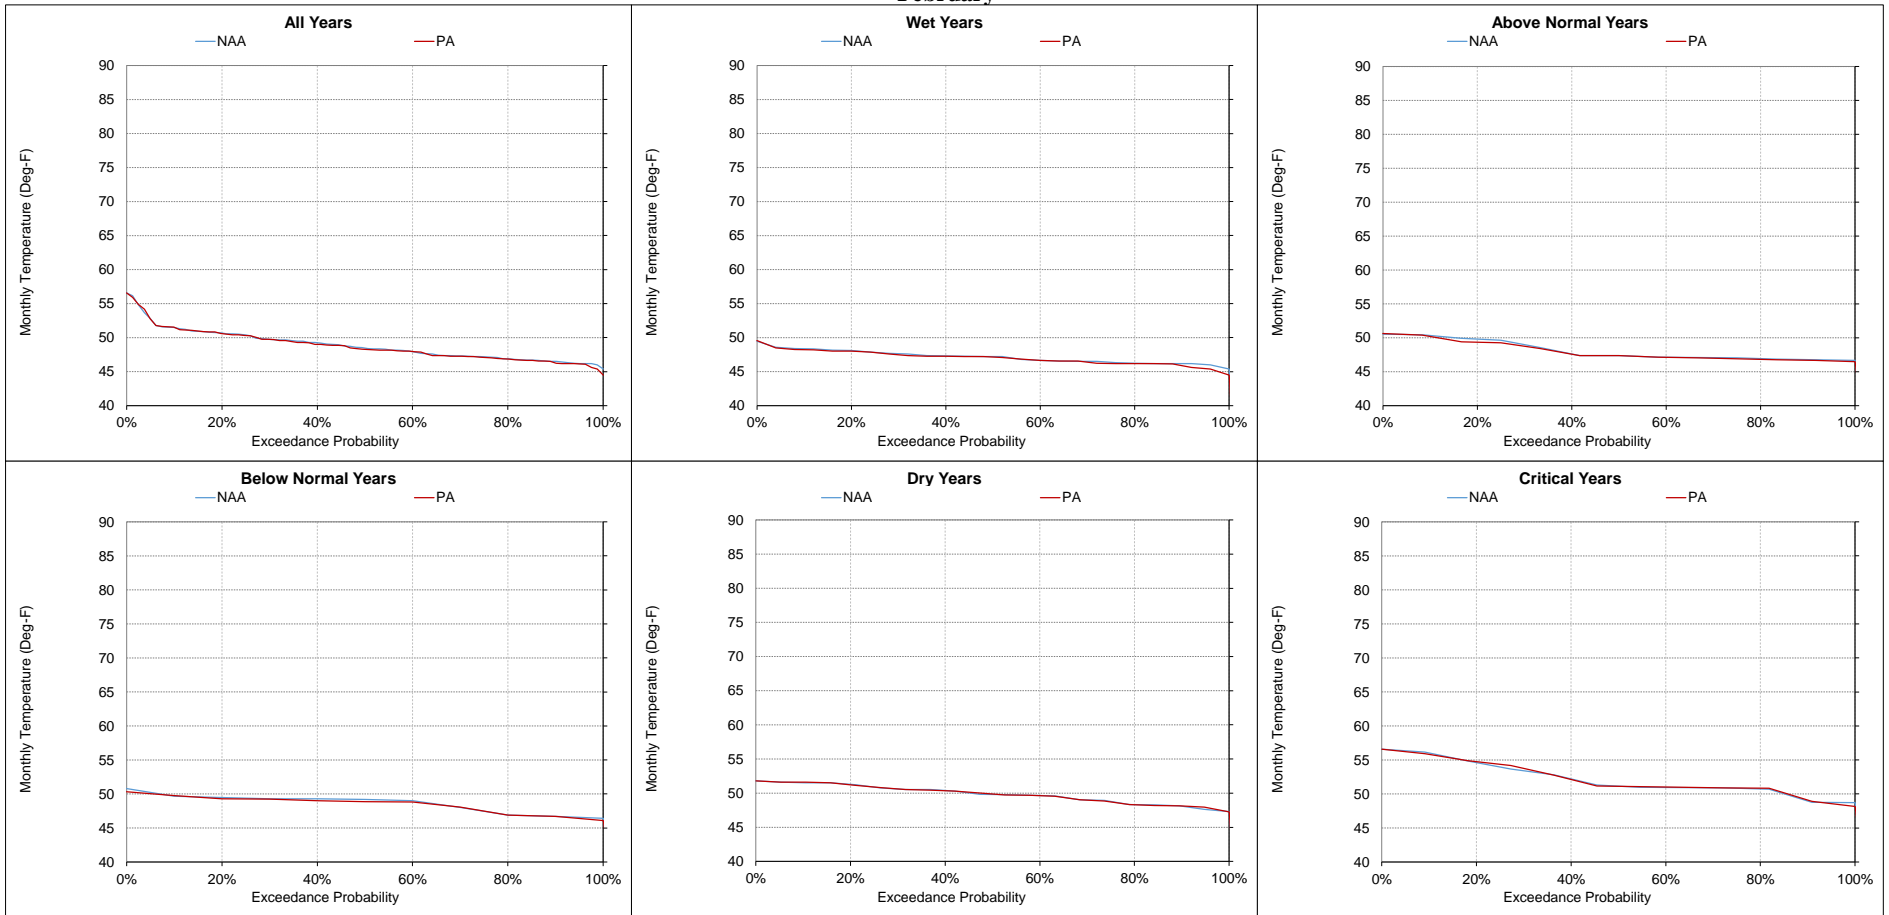 All Years
NAA PA
Monthly Temperature (Deg-F)
90
85
80
75
70
65
60
55
50
45
40
0% 20% 40% 60% 80% 100%
Exceedance Probability
Wet Years
NAA PA
Monthly Temperature (Deg-F)
90
85
80
75
70
65
60
55
50
45
40
0% 20% 40% 60% 80% 100%
Exceedance Probability
Above Normal Years
NAA PA
Monthly Temperature (Deg-F)
90
85
80
75
70
65
60
55
50
45
40
0% 20% 40% 60% 80% 100%
Exceedance Probability
Below Normal Years
NAA PA
Monthly Temperature (Deg-F)
90
85
80
75
70
65
60
55
50
45
40
0% 20% 40% 60% 80% 100%
Exceedance Probability
Dry Years
NAA PA
Monthly Temperature (Deg-F)
90
85
80
75
70
65
60
55
50
45
40
0% 20% 40% 60% 80% 100%
Exceedance Probability
Critical Years
NAA PA
Monthly Temperature (Deg-F)
90
85
80
75
70
65
60
55
50
45
40
0% 20% 40% 60% 80% 100%
Exceedance Probability